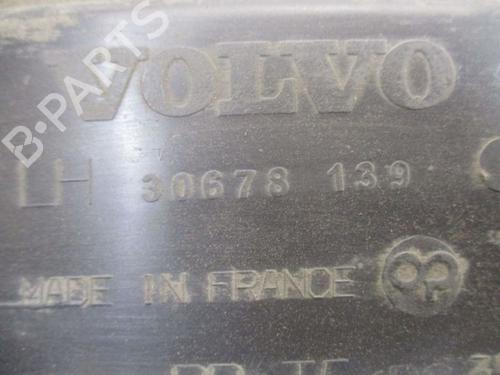 VOLVO
B-PARTS
LH 30678 139
MADE IN FRANCE